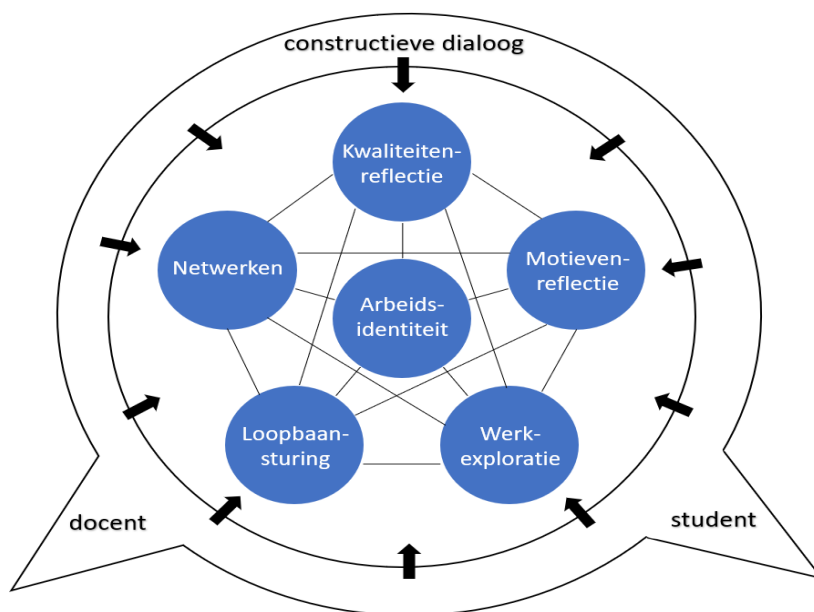 constructieve dialoog
Kwaliteiten-
reflectie
Netwerken
Motieven-
reflectie
Arbeids-
identiteit
Loopbaan-
sturing
Werk-
exploratie
docent
student